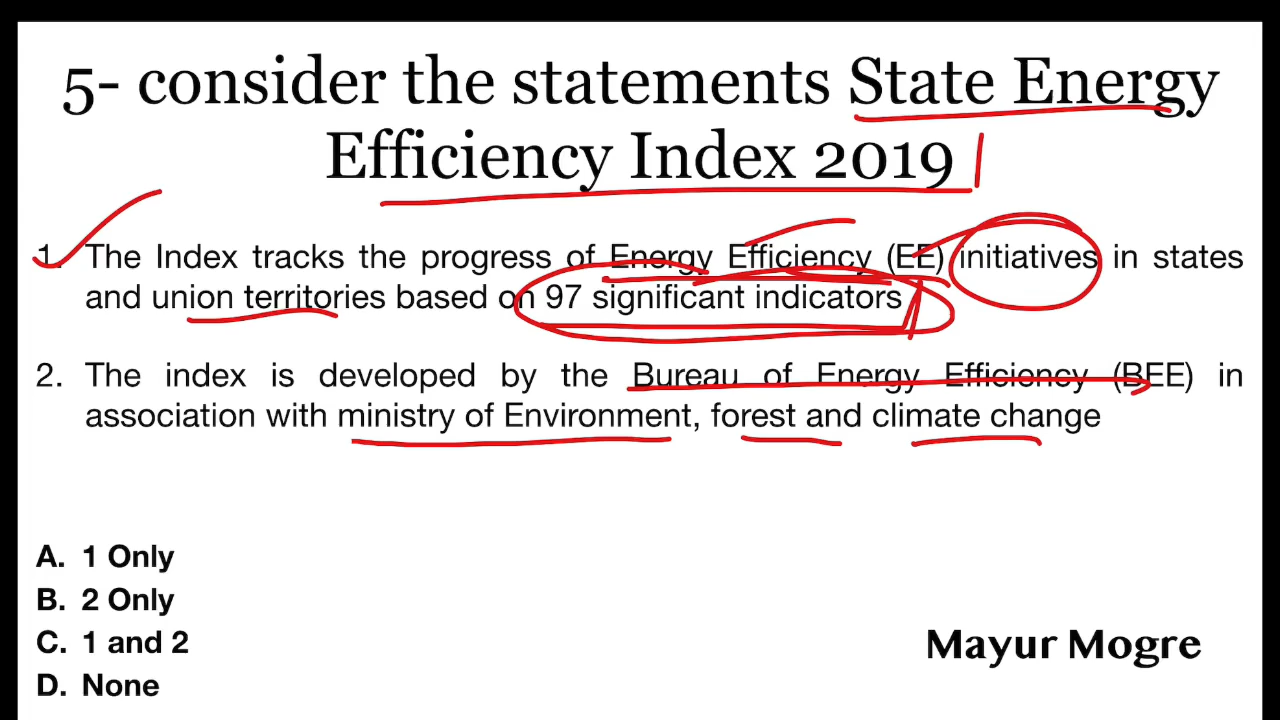 5- consider the statements State Energy
Efficiency Index 2019
1. The Index tracks the progress of Energy Efficiency (EE) initiatives in states
and union territories based on 97 significant indicators
2. The index is developed by the Bureau of Energy Efficiency (BEE) in
association with ministry of Environment, forest and climate change
A. 1 Only
B. 2 Only
C. 1 and 2
D. None
Mayur Mogre